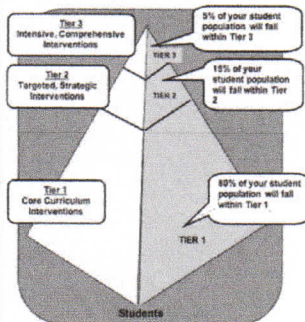 Tier 3
Intensive, Comprehensive
Interventions
5% of your student
population will fall
within Tier 3
TIER 3
Tier 2
Targeted, Strategic
Interventions
15% of your
student population
will fall within Tier
2
TIER 2
Tier 1
Core Curriculum
Interventions
80% of your student
population will fall
within Tier 1
TIER 1
Students